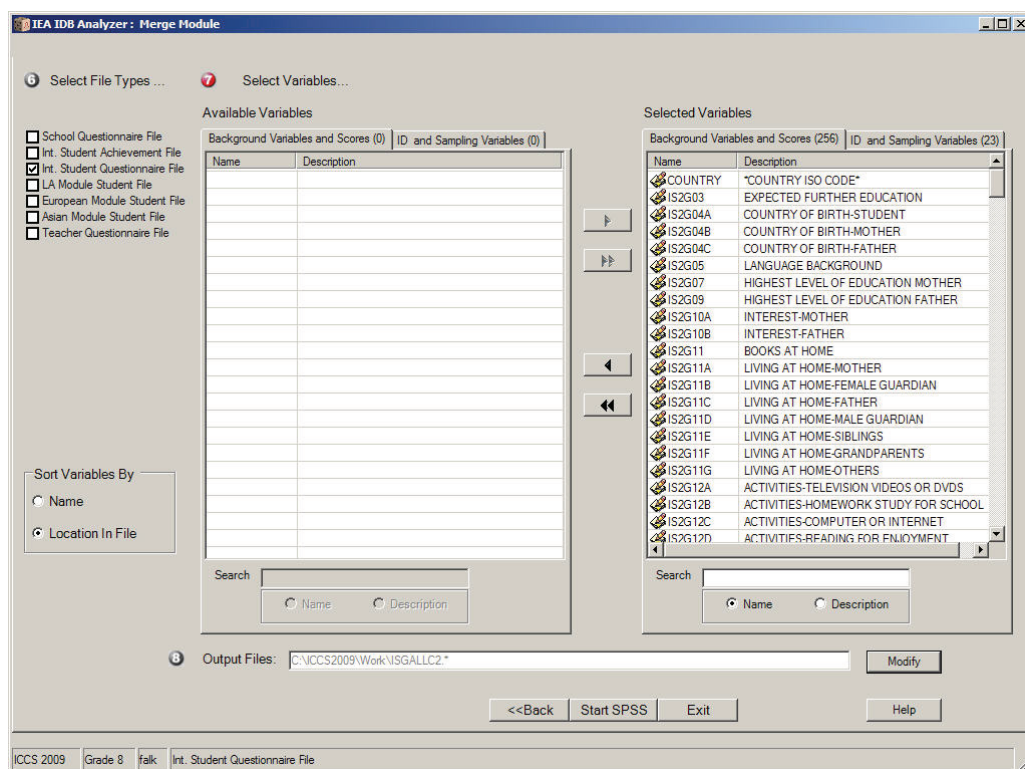 IEA IDB Analyzer : Merge Module
6 Select File Types ...
7 Select Variables...
Available Variables
Selected Variables
School Questionnaire File
Int. Student Achievement File
Int. Student Questionnaire File
LA Module Student File
European Module Student File
Asian Module Student File
Teacher Questionnaire File
Background Variables and Scores (0) ID and Sampling Variables (0)
Name Description
Background Variables and Scores (256) ID and Sampling Variables (23)
Name Description
COUNTRY *COUNTRY ISO CODE*
IS2G03 EXPECTED FURTHER EDUCATION
IS2G04A COUNTRY OF BIRTH-STUDENT
IS2G04B COUNTRY OF BIRTH-MOTHER
IS2G04C COUNTRY OF BIRTH-FATHER
IS2G05 LANGUAGE BACKGROUND
IS2G07 HIGHEST LEVEL OF EDUCATION MOTHER
IS2G09 HIGHEST LEVEL OF EDUCATION FATHER
IS2G10A INTEREST-MOTHER
IS2G10B INTEREST-FATHER
IS2G11 BOOKS AT HOME
IS2G11A LIVING AT HOME-MOTHER
IS2G11B LIVING AT HOME-FEMALE GUARDIAN
IS2G11C LIVING AT HOME-FATHER
IS2G11D LIVING AT HOME-MALE GUARDIAN
IS2G11E LIVING AT HOME-SIBLINGS
IS2G11F LIVING AT HOME-GRANDPARENTS
IS2G11G LIVING AT HOME-OTHERS
IS2G12A ACTIVITIES-TELEVISION VIDEOS OR DVDS
IS2G12B ACTIVITIES-HOMEWORK STUDY FOR SCHOOL
IS2G12C ACTIVITIES-COMPUTER OR INTERNET
IS2G12D ACTIVITIES-READING FOR ENJOYMENT
Sort Variables By
Name
Location In File
Search
Name Description
Search
Name Description
8 Output Files: C:\ICCS2009\Work\ISGALLC2.* Modify
<<Back Start SPSS Exit Help
ICCS 2009 Grade 8 falk Int. Student Questionnaire File